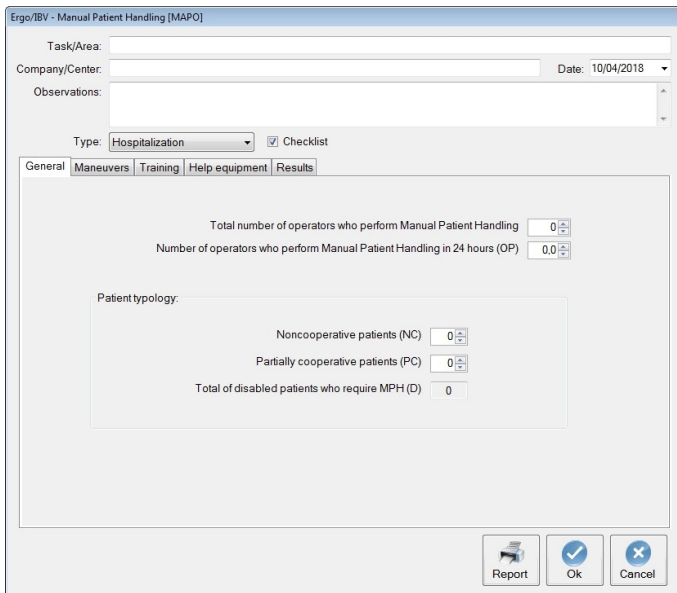 Ergo/IBV - Manual Patient Handling [MAPO]
Task/Area:
Company/Center: Date: 10/04/2018
Observations:
Type: Hospitalization Checklist
General Maneuvers Training Help equipment Results
Total number of operators who perform Manual Patient Handling 0
Number of operators who perform Manual Patient Handling in 24 hours (OP) 0,0
Patient typology:
Noncooperative patients (NC) 0
Partially cooperative patients (PC) 0
Total of disabled patients who require MPH (D) 0
Report Ok Cancel